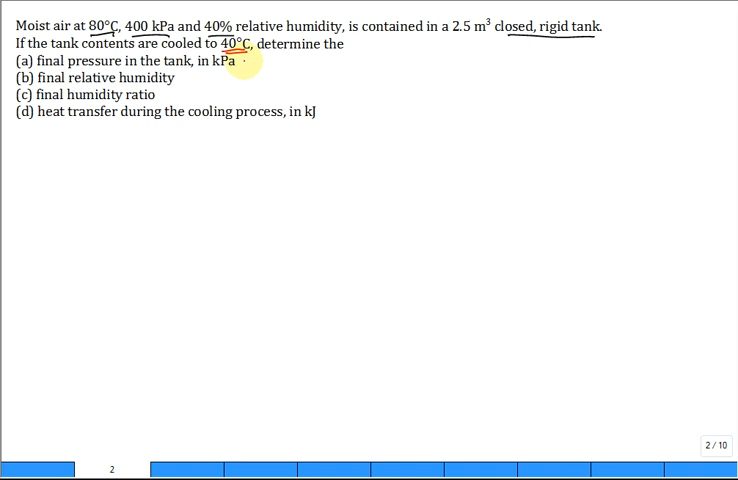 Moist air at 80°C, 400 kPa and 40% relative humidity, is contained in a 2.5 m³ closed, rigid tank.
If the tank contents are cooled to 40°C, determine the
(a) final pressure in the tank, in kPa
(b) final relative humidity
(c) final humidity ratio
(d) heat transfer during the cooling process, in kJ
2 / 10
2